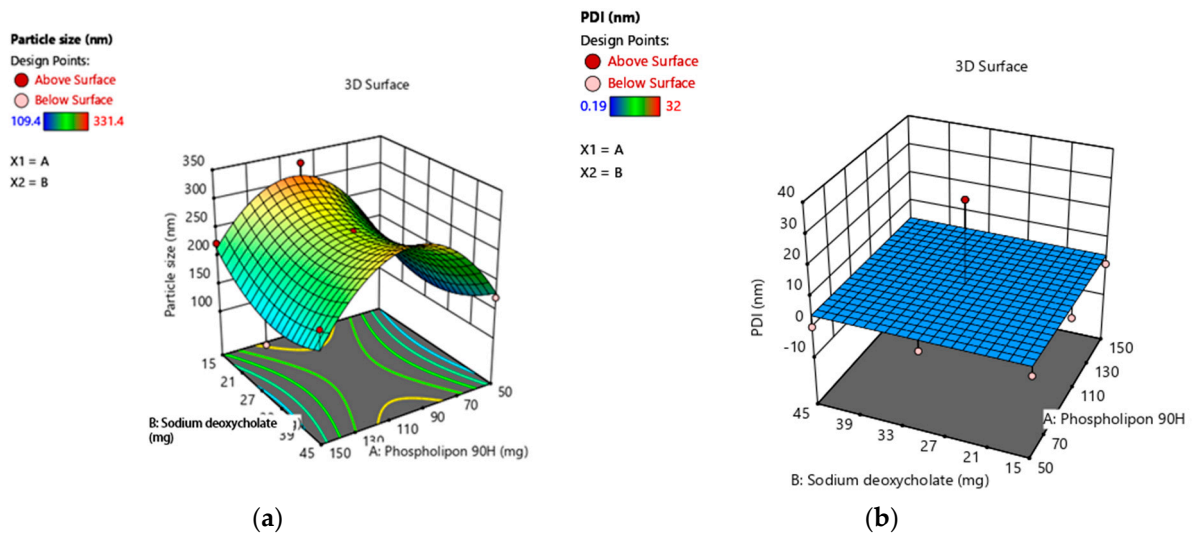 Particle size (nm)
Design Points:
Above Surface
Below Surface
109.4 331.4
X1 = A
X2 = B
3D Surface
350
300
250
200
150
100
Particle size (nm)
15
21
27
39
45
B: Sodium deoxycholate
(mg)
150
130
110
90
70
50
A: Phospholipon 90H (mg)
(a)
PDI (nm)
Design Points:
Above Surface
Below Surface
0.19 32
X1 = A
X2 = B
3D Surface
40
30
20
10
0
-10
PDI (nm)
45
39
33
27
21
15
B: Sodium deoxycholate (mg)
50
70
110
130
150
A: Phospholipon 90H
(b)